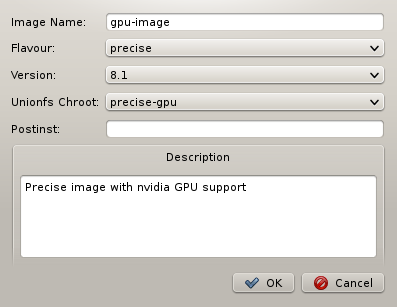 Image Name: gpu-image
Flavour: precise
Version: 8.1
Unionfs Chroot: precise-gpu
Postinst:
Description
Precise image with nvidia GPU support
OK Cancel